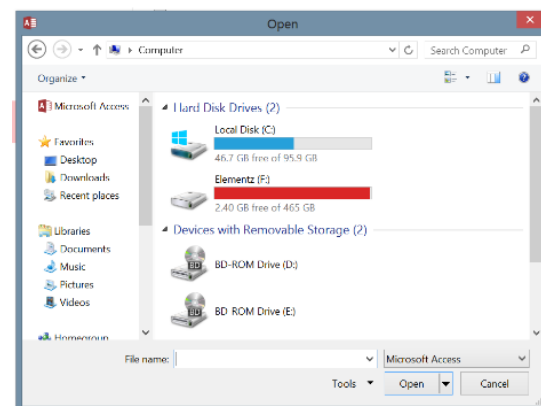 Open
Computer
Search Computer
Organize
Microsoft Access
Favorites
Desktop
Downloads
Recent places
Libraries
Documents
Music
Pictures
Videos
Homegroup
Hard Disk Drives (2)
Local Disk (C:)
46.7 GB free of 95.9 GB
Elementz (F:)
2.40 GB free of 465 GB
Devices with Removable Storage (2)
BD-ROM Drive (D:)
BD-ROM Drive (E:)
File name:
Microsoft Access
Tools
Open
Cancel